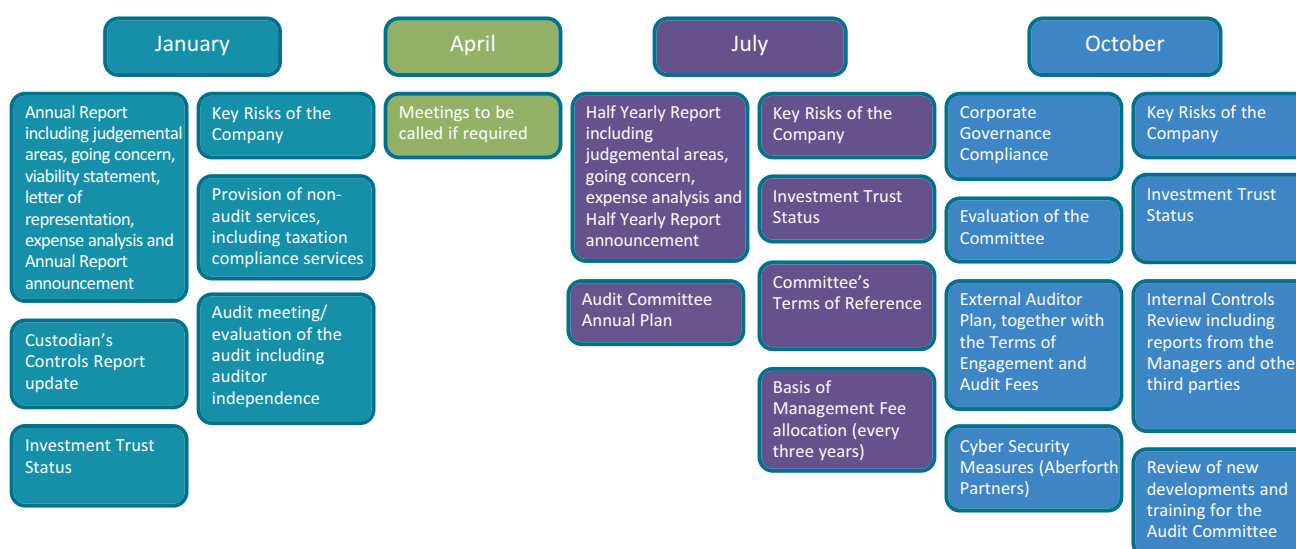 January
April
July
October
Annual Report
including judgemental
areas, going concern,
viability statement,
letter of
representation,
expense analysis and
Annual Report
announcement
Custodian's
Controls Report
update
Investment Trust
Status
Key Risks of the
Company
Provision of non-
audit services,
including taxation
compliance services
Audit meeting/
evaluation of the
audit including
auditor
independence
Meetings to be
called if required
Half Yearly Report
including
judgemental areas,
going concern,
expense analysis and
Half Yearly Report
announcement
Audit Committee
Annual Plan
Key Risks of the
Company
Investment Trust
Status
Committee's
Terms of Reference
Basis of
Management Fee
allocation (every
three years)
Corporate
Governance
Compliance
Evaluation of the
Committee
External Auditor
Plan, together with
the Terms of
Engagement and
Audit Fees
Cyber Security
Measures (Aberforth
Partners)
Key Risks of the
Company
Investment Trust
Status
Internal Controls
Review including
reports from the
Managers and othe
third parties
Review of new
developments and
training for the
Audit Committee